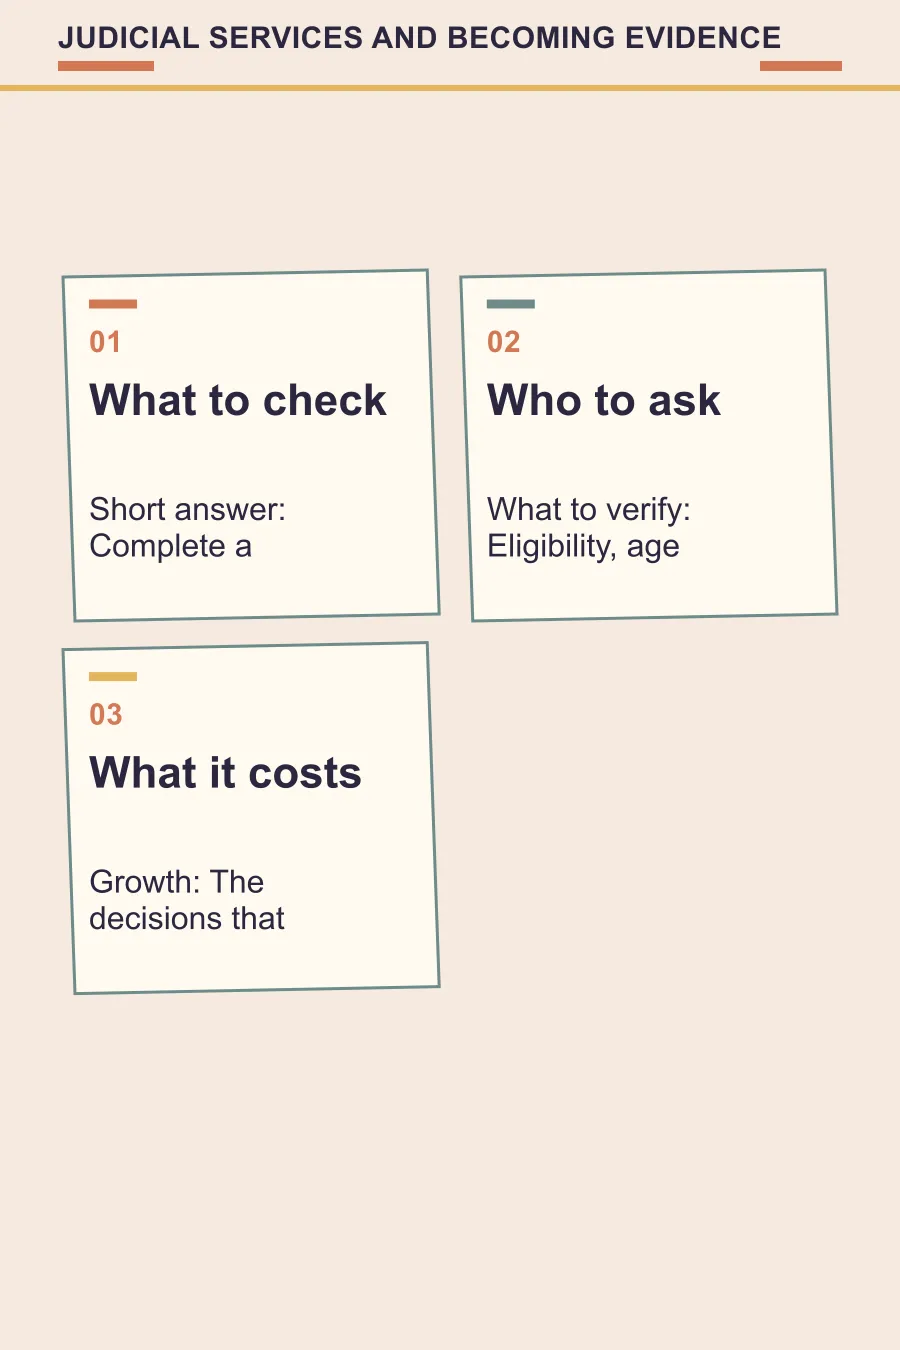 JUDICIAL SERVICES AND BECOMING EVIDENCE
01
What to check
Short answer:
Complete a
02
Who to ask
What to verify:
Eligibility, age
03
What it costs
Growth: The
decisions that